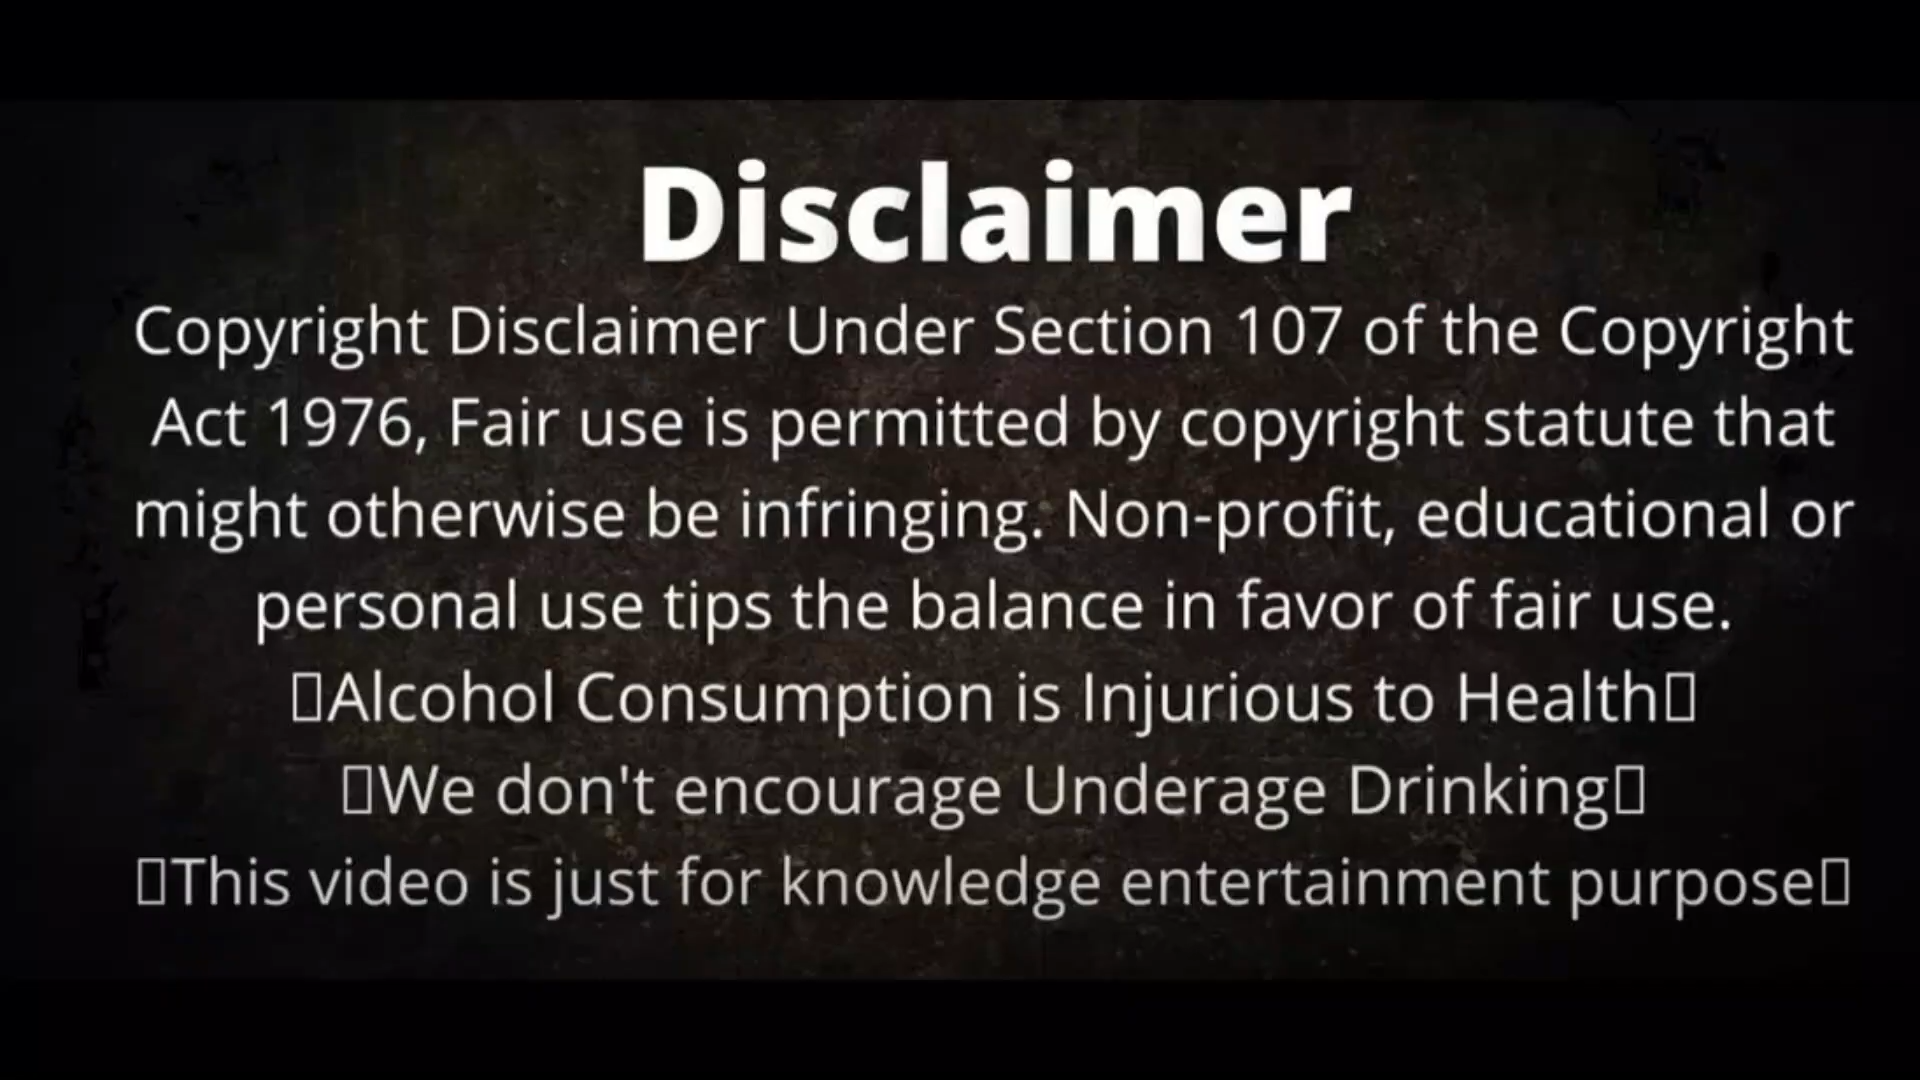 Disclaimer
Copyright Disclaimer Under Section 107 of the Copyright
Act 1976, Fair use is permitted by copyright statute that
might otherwise be infringing. Non-profit, educational or
personal use tips the balance in favor of fair use.
▯Alcohol Consumption is Injurious to Health▯
▯We don't encourage Underage Drinking▯
▯This video is just for knowledge entertainment purpose▯